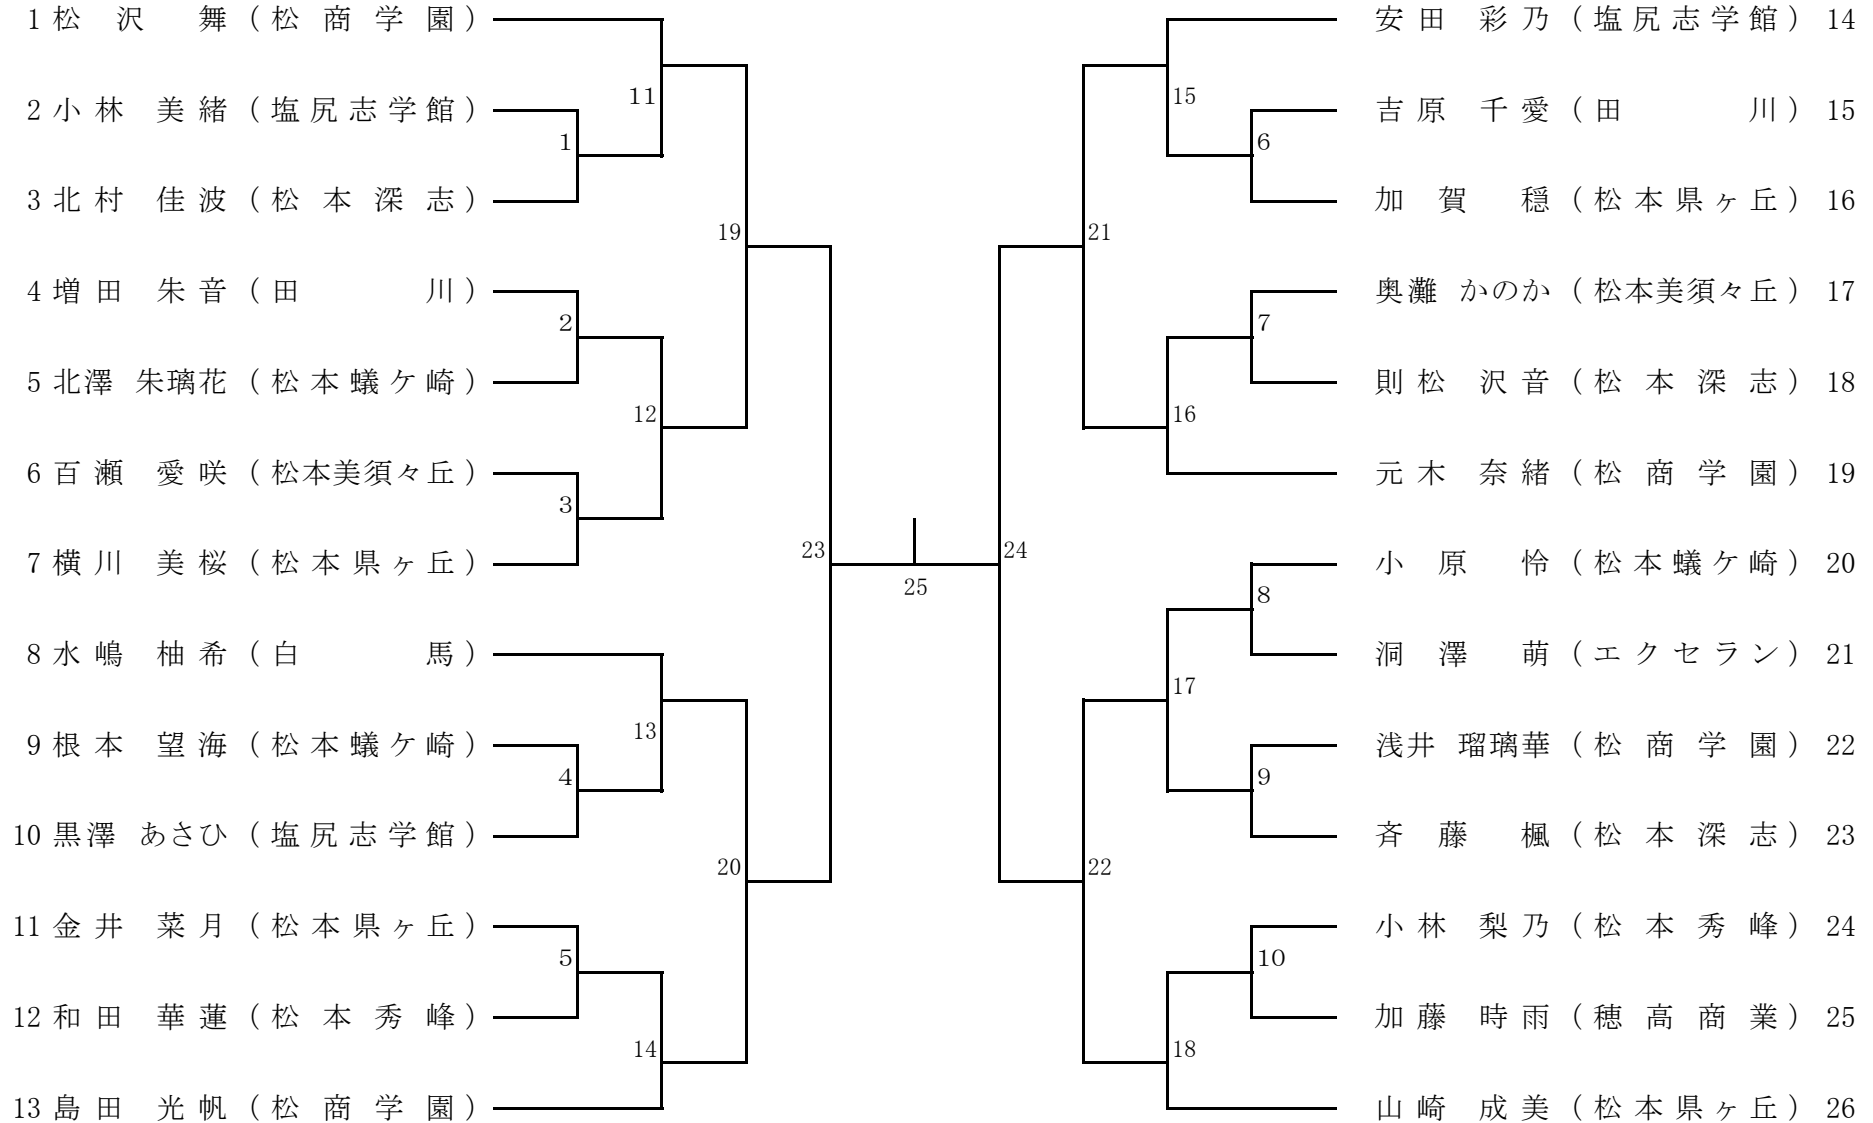 1 松沢 舞 (松商学園)
11
2 小林 美緒 (塩尻志学館)
1
3 北村 佳波 (松本深志)
19
4 増田 朱音 (田川)
2
5 北澤 朱璃花 (松本蟻ケ崎)
12
6 百瀬 愛咲 (松本美須々丘)
3
7 横川 美桜 (松本県ヶ丘)
23
8 水嶋 柚希 (白馬)
13
9 根本 望海 (松本蟻ケ崎)
4
10 黒澤 あさひ (塩尻志学館)
20
11 金井 菜月 (松本県ヶ丘)
5
12 和田 華蓮 (松本秀峰)
14
13 島田 光帆 (松商学園)
25
安田 彩乃 (塩尻志学館) 14
15
吉原 千愛 (田川) 15
6
加賀 穏 (松本県ヶ丘) 16
21
奥灘 かのか (松本美須々丘) 17
7
則松 沢音 (松本深志) 18
16
元木 奈緒 (松商学園) 19
24
小原 怜 (松本蟻ケ崎) 20
8
洞澤 萌 (エクセラン) 21
17
浅井 瑠璃華 (松商学園) 22
9
斉藤 楓 (松本深志) 23
22
小林 梨乃 (松本秀峰) 24
10
加藤 時雨 (穂高商業) 25
18
山崎 成美 (松本県ヶ丘) 26